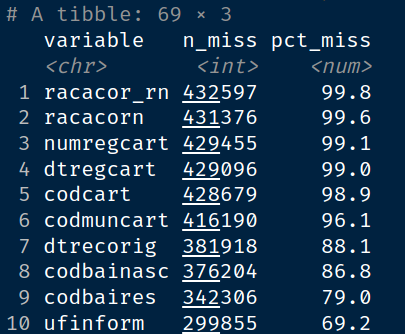 # A tibble: 69 × 3
variable n_miss pct_miss
<chr> <int> <num>
1 racacor_rn 432597 99.8
2 racacorn 431376 99.6
3 numregcart 429455 99.1
4 dtregcart 429096 99.0
5 codcart 428679 98.9
6 codmuncart 416190 96.1
7 dtrecorig 381918 88.1
8 codbainasc 376204 86.8
9 codbaires 342306 79.0
10 ufinform 299855 69.2